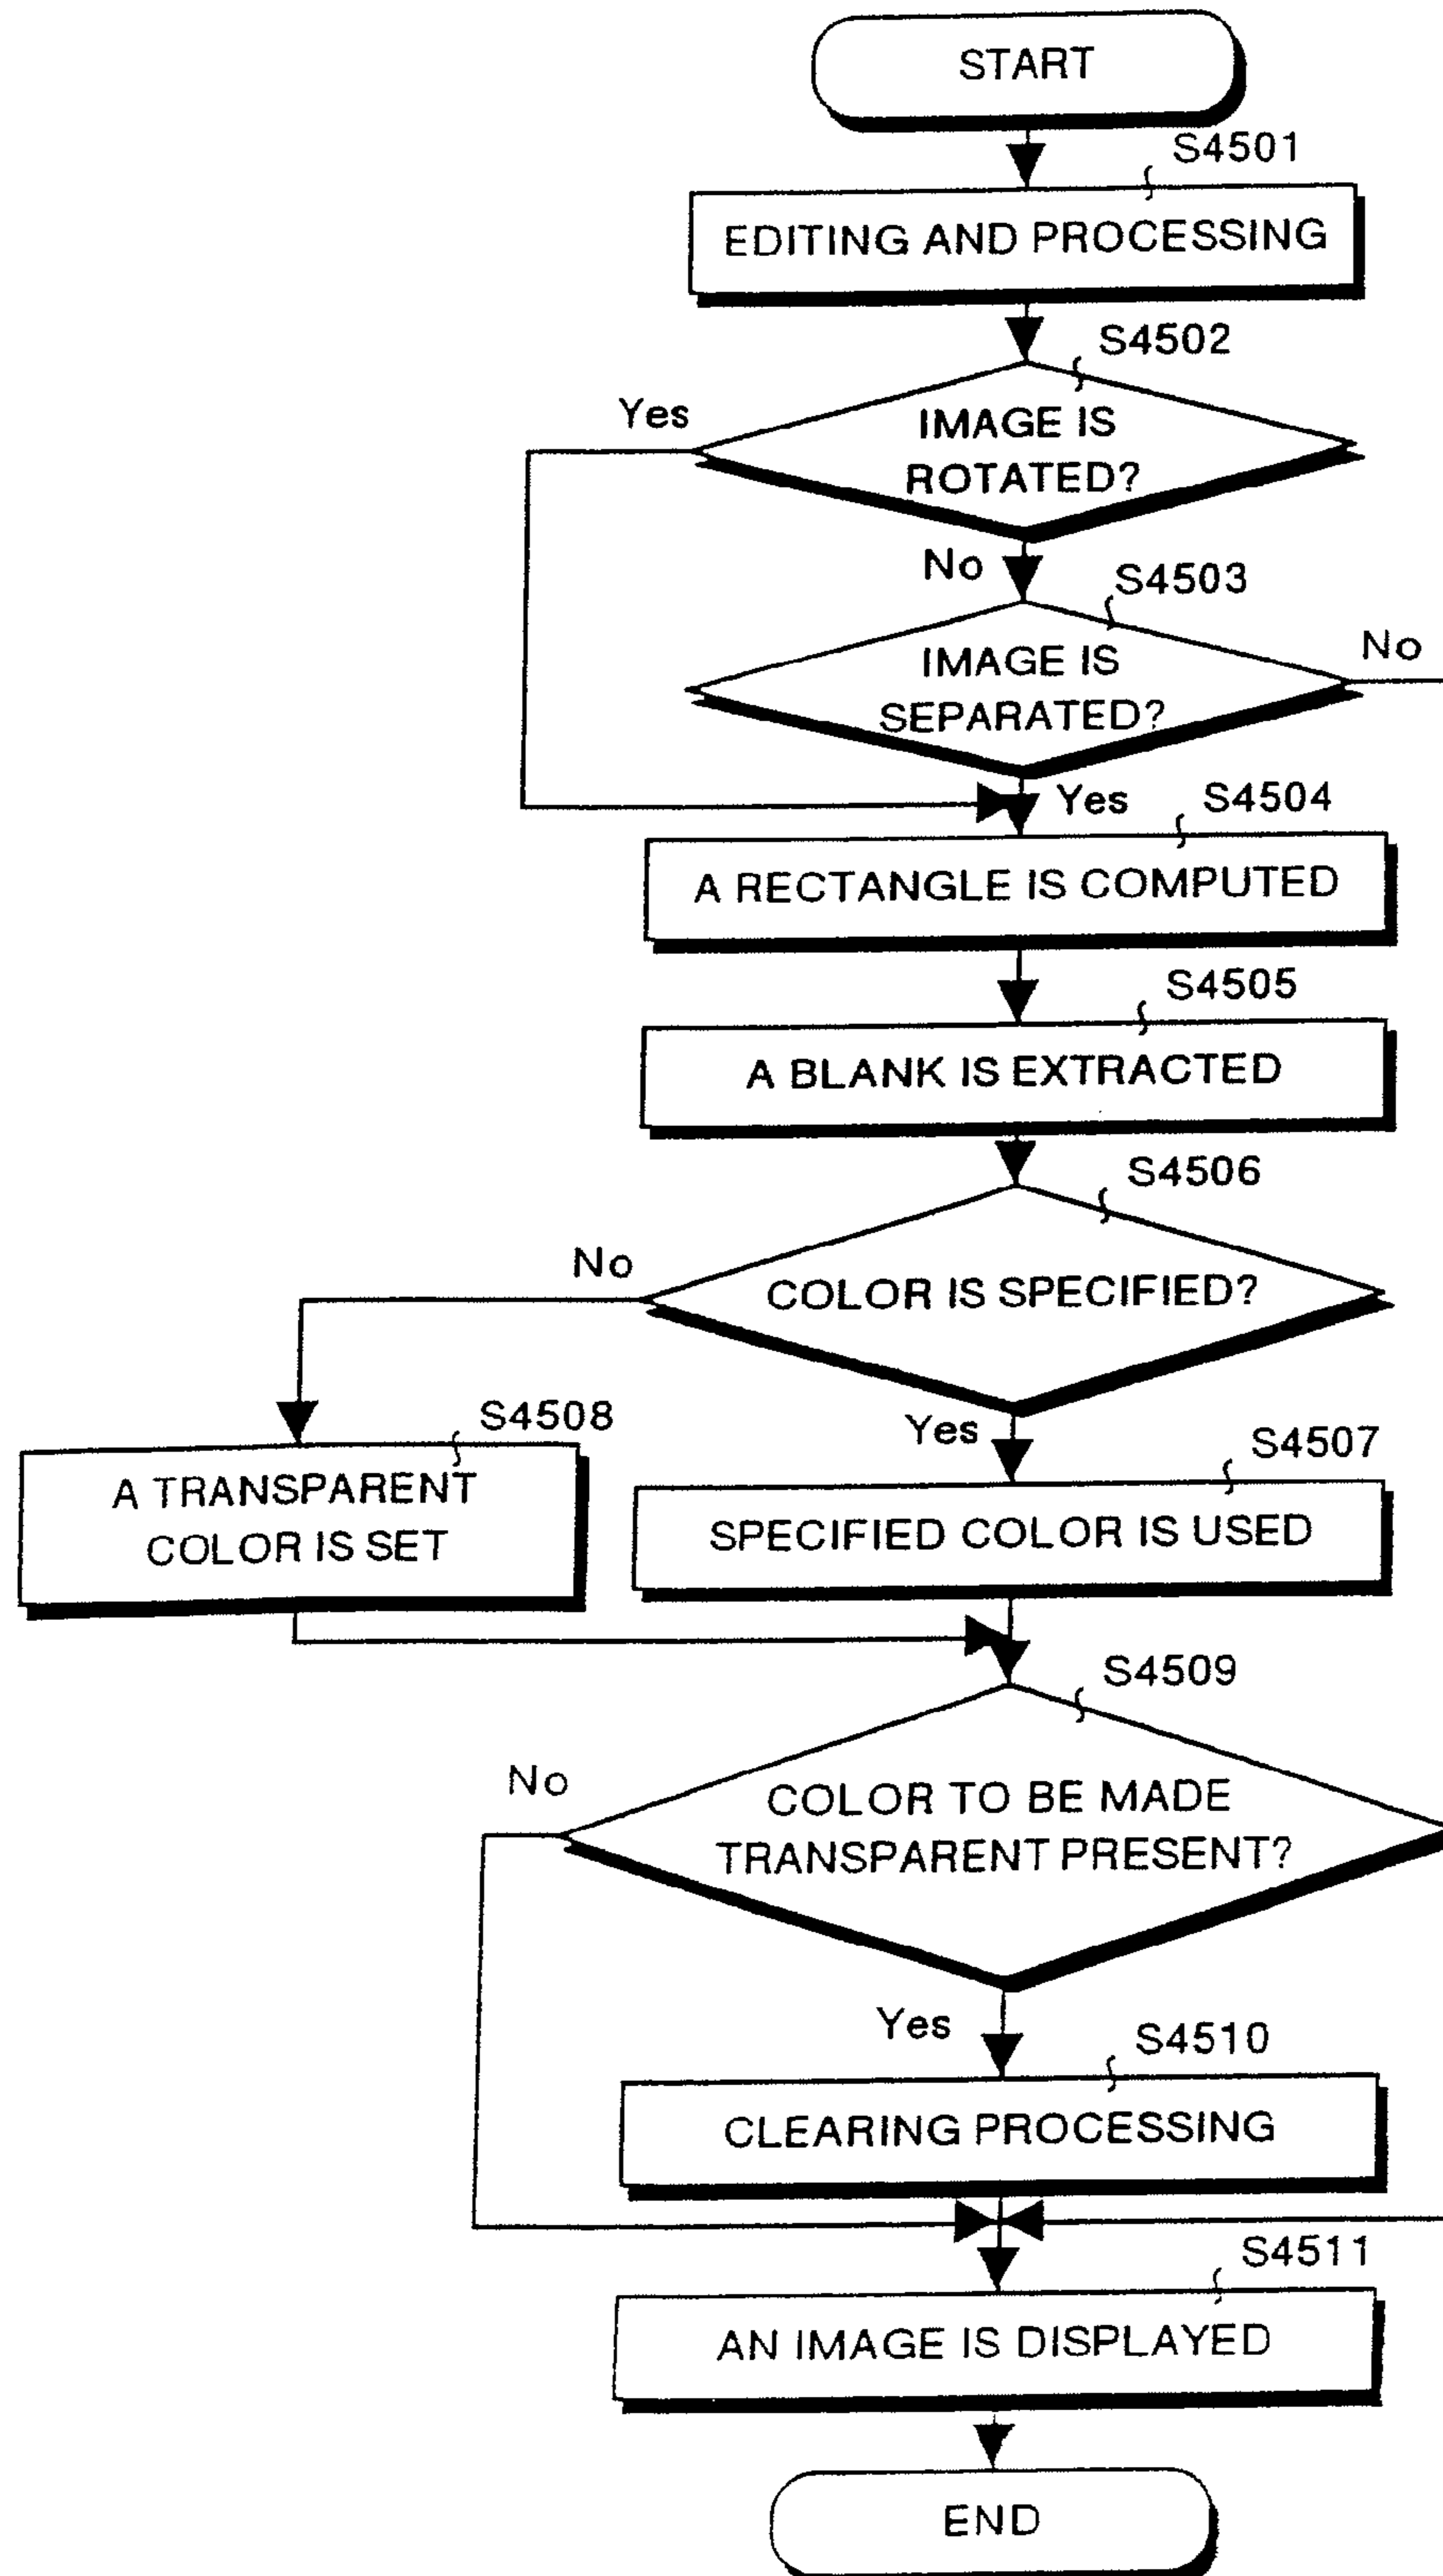 START
S4501
EDITING AND PROCESSING
S4502
Yes
IMAGE IS
ROTATED?
No
S4503
No
IMAGE IS
SEPARATED?
Yes
S4504
A RECTANGLE IS COMPUTED
S4505
A BLANK IS EXTRACTED
S4506
No
COLOR IS SPECIFIED?
S4508
Yes
S4507
A TRANSPARENT
COLOR IS SET
SPECIFIED COLOR IS USED
S4509
No
COLOR TO BE MADE
TRANSPARENT PRESENT?
Yes
S4510
CLEARING PROCESSING
S4511
AN IMAGE IS DISPLAYED
END